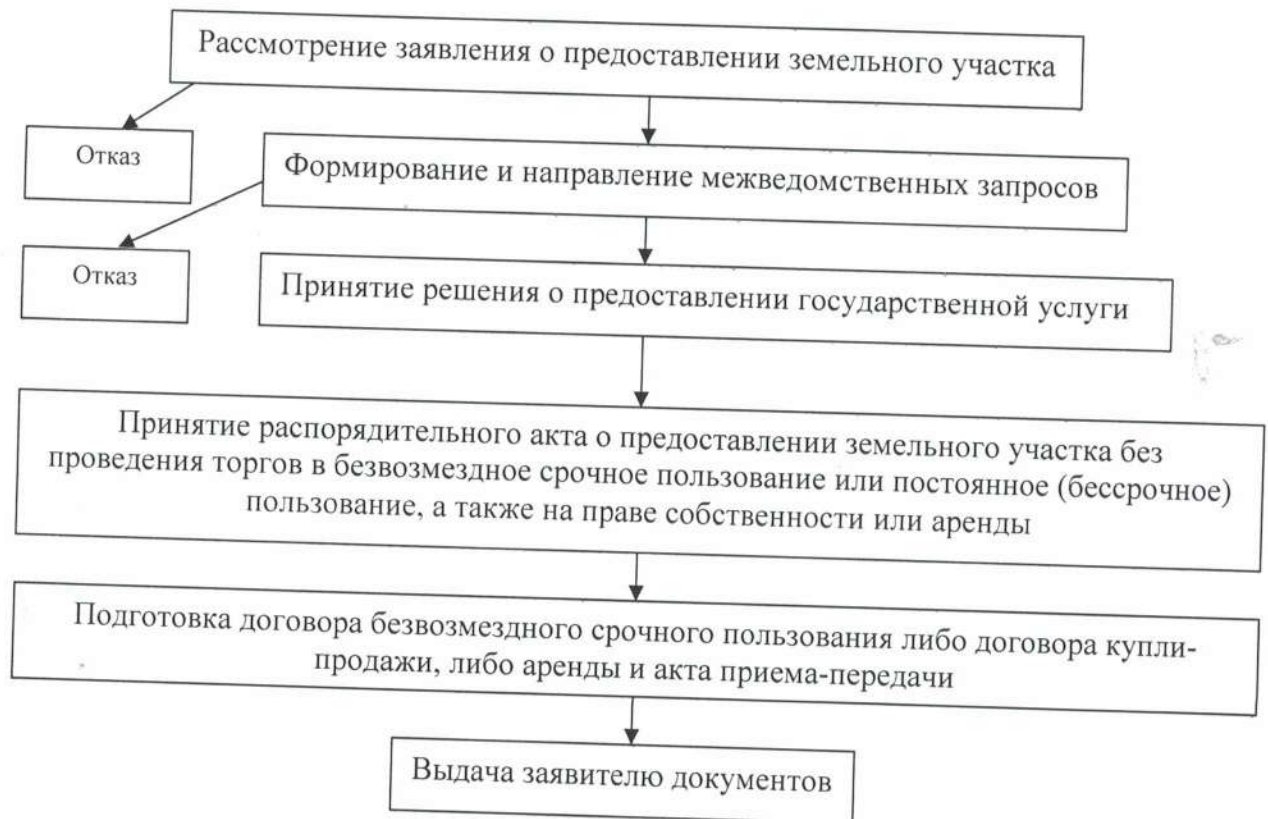 Рассмотрение заявления о предоставлении земельного участка
Отказ
Формирование и направление межведомственных запросов
Отказ
Принятие решения о предоставлении государственной услуги
Принятие распорядительного акта о предоставлении земельного участка без
проведения торгов в безвозмездное срочное пользование или постоянное (бессрочное)
пользование, а также на праве собственности или аренды
Подготовка договора безвозмездного срочного пользования либо договора купли-
продажи, либо аренды и акта приема-передачи
Выдача заявителю документов